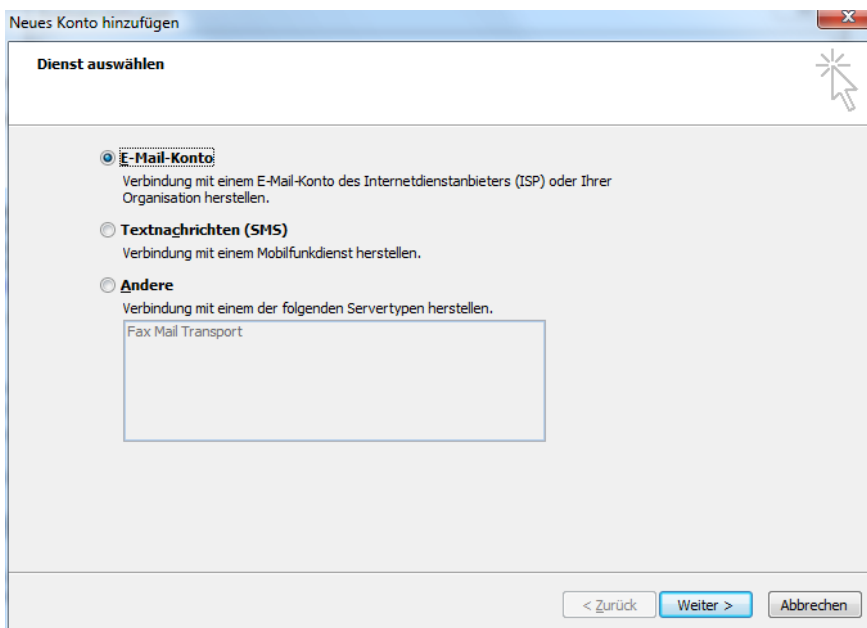 Neues Konto hinzufügen
Dienst auswählen
E-Mail-Konto
Verbindung mit einem E-Mail-Konto des Internetdienstanbieters (ISP) oder Ihrer
Organisation herstellen.
Textnachrichten (SMS)
Verbindung mit einem Mobilfunkdienst herstellen.
Andere
Verbindung mit einem der folgenden Servertypen herstellen.
Fax Mail Transport
< Zurück
Weiter >
Abbrechen